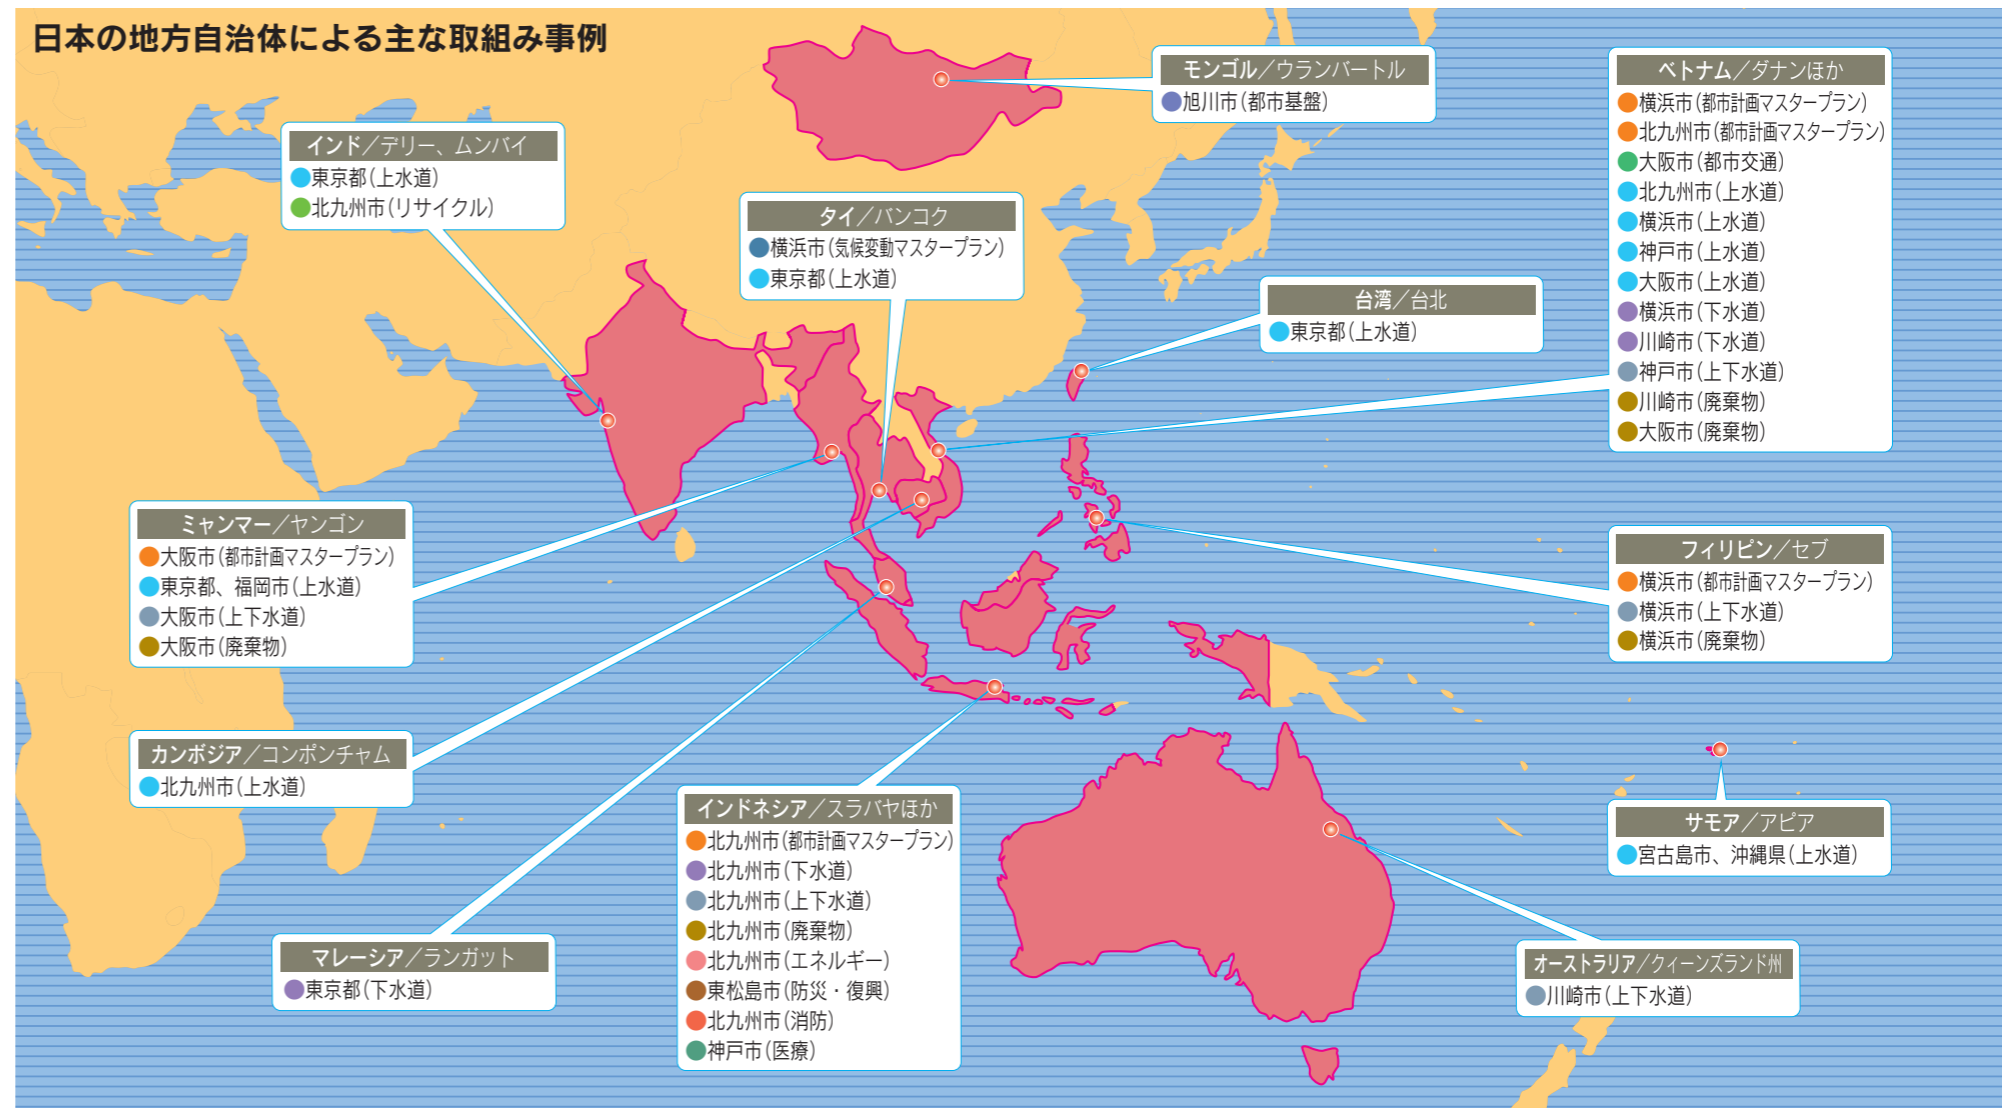 日本の地方自治体による主な取組み事例
モンゴル／ウランバートル
旭川市（都市基盤）
ベトナム／ダナンほか
横浜市（都市計画マスタープラン）
北九州市（都市計画マスタープラン）
大阪市（都市交通）
北九州市（上水道）
横浜市（上水道）
神戸市（上水道）
大阪市（上水道）
横浜市（下水道）
川崎市（下水道）
神戸市（上下水道）
川崎市（廃棄物）
大阪市（廃棄物）
インド／デリー、ムンバイ
東京都（上水道）
北九州市（リサイクル）
タイ／バンコク
横浜市（気候変動マスタープラン）
東京都（上水道）
台湾／台北
東京都（上水道）
ミャンマー／ヤンゴン
大阪市（都市計画マスタープラン）
東京都、福岡市（上水道）
大阪市（上下水道）
大阪市（廃棄物）
フィリピン／セブ
横浜市（都市計画マスタープラン）
横浜市（上下水道）
横浜市（廃棄物）
カンボジア／コンポンチャム
北九州市（上水道）
インドネシア／スラバヤほか
北九州市（都市計画マスタープラン）
北九州市（下水道）
北九州市（上下水道）
北九州市（廃棄物）
北九州市（エネルギー）
東松島市（防災・復興）
北九州市（消防）
神戸市（医療）
サモア／アピア
宮古島市、沖縄県（上水道）
マレーシア／ランガット
東京都（下水道）
オーストラリア／クィーンズランド州
川崎市（上下水道）